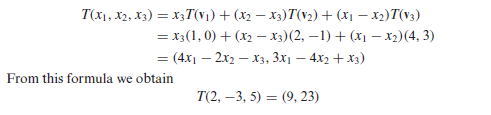 T(x₁, x₂, x₃) = x₃T(v₁) + (x₂ − x₃)T(v₂) + (x₁ − x₂)T(v₃)
= x₃(1, 0) + (x₂ − x₃)(2, −1) + (x₁ − x₂)(4, 3)
= (4x₁ − 2x₂ − x₃, 3x₁ − 4x₂ + x₃)
From this formula we obtain
T(2, −3, 5) = (9, 23)